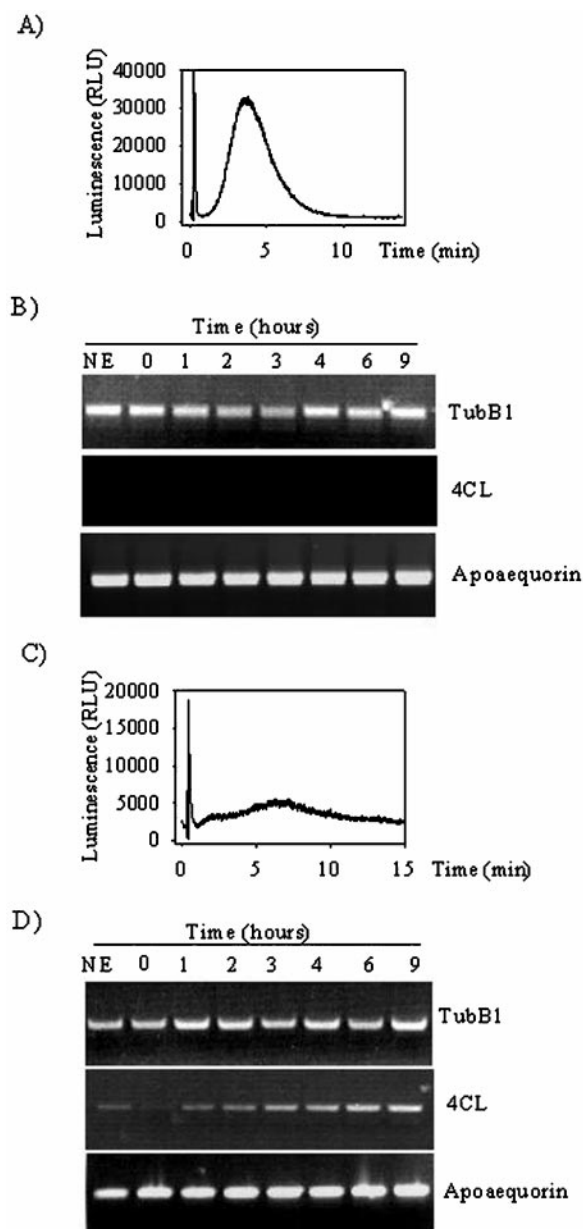 A)
Luminescence (RLU)
40000
30000
20000
10000
0
0 5 10 Time (min)
B)
Time (hours)
NE 0 1 2 3 4 6 9
TubB1
4CL
Apoaequorin
C)
Luminescence (RLU)
20000
15000
10000
5000
0
0 5 10 15 Time (min)
D)
Time (hours)
NE 0 1 2 3 4 6 9
TubB1
4CL
Apoaequorin